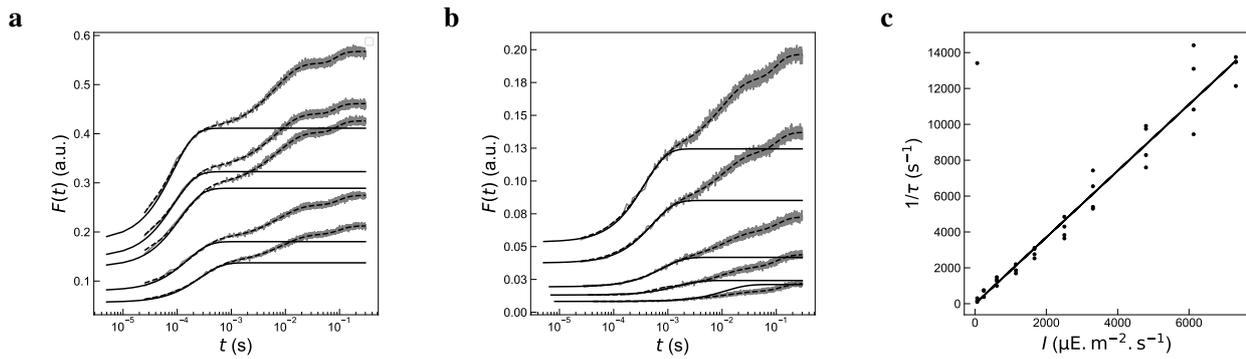 a
b
c
0.6
0.5
0.4
0.3
0.2
0.1
F(t) (a.u.)
10⁻⁵ 10⁻⁴ 10⁻³ 10⁻² 10⁻¹
t (s)
0.20
0.18
0.15
0.13
0.10
0.08
0.05
0.03
0.00
F(t) (a.u.)
10⁻⁵ 10⁻⁴ 10⁻³ 10⁻² 10⁻¹
t (s)
14000
12000
10000
8000
6000
4000
2000
0
1/τ (s⁻¹)
0 2000 4000 6000
I (µE. m⁻². s⁻¹)